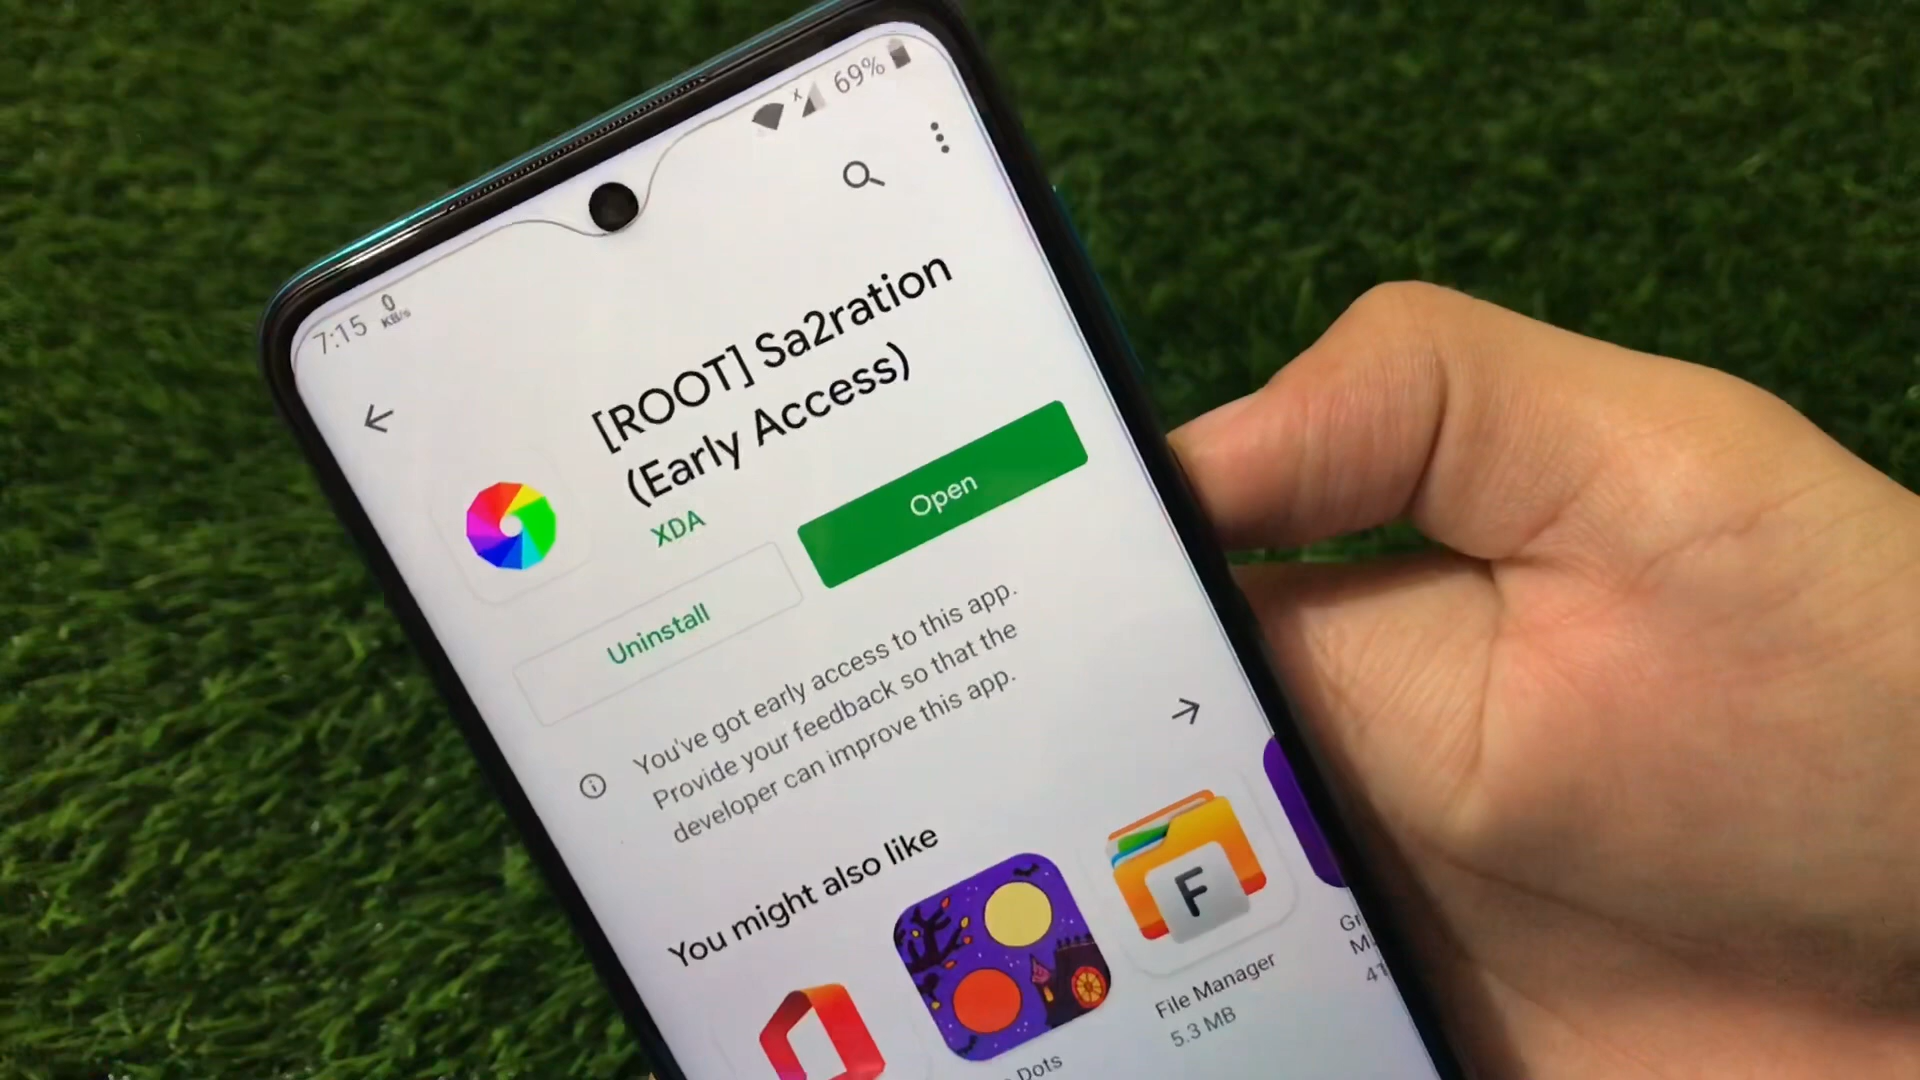 7:15
0
KB/s
X
69%
[ROOT] Sa2ration
(Early Access)
XDA
Uninstall
Open
You've got early access to this app.
Provide your feedback so that the
developer can improve this app.
You might also like
F
Dots
File Manager
5.3 MB
Gr
M
41